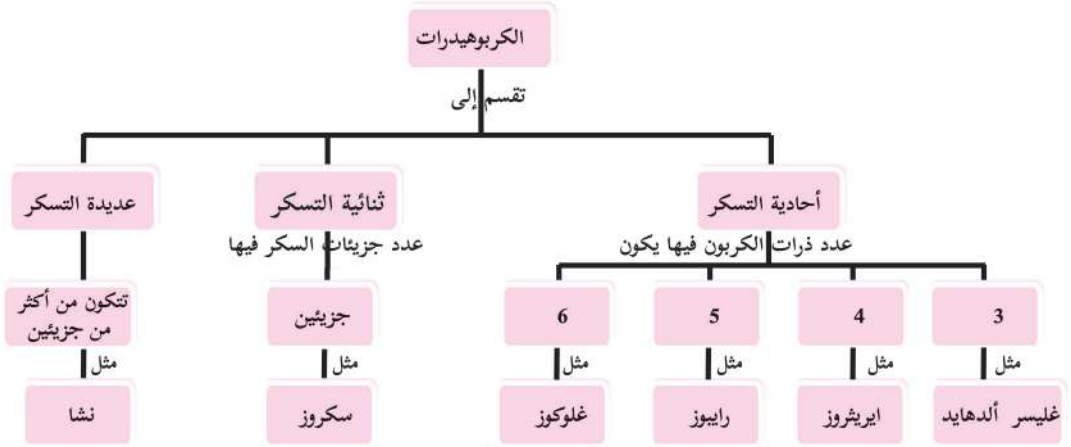 الكربوهيدرات
تقسم إلى
أحادية التسكر
ثنائية التسكر
عديدة التسكر
عدد ذرات الكربون فيها يكون
عدد جزيئات السكر فيها
3
4
5
6
جزيئين
تتكون من أكثر
من جزيئين
مثل
مثل
مثل
مثل
مثل
مثل
غليسر ألدهايد
ايريثروز
رايبوز
غلوكوز
سكروز
نشا